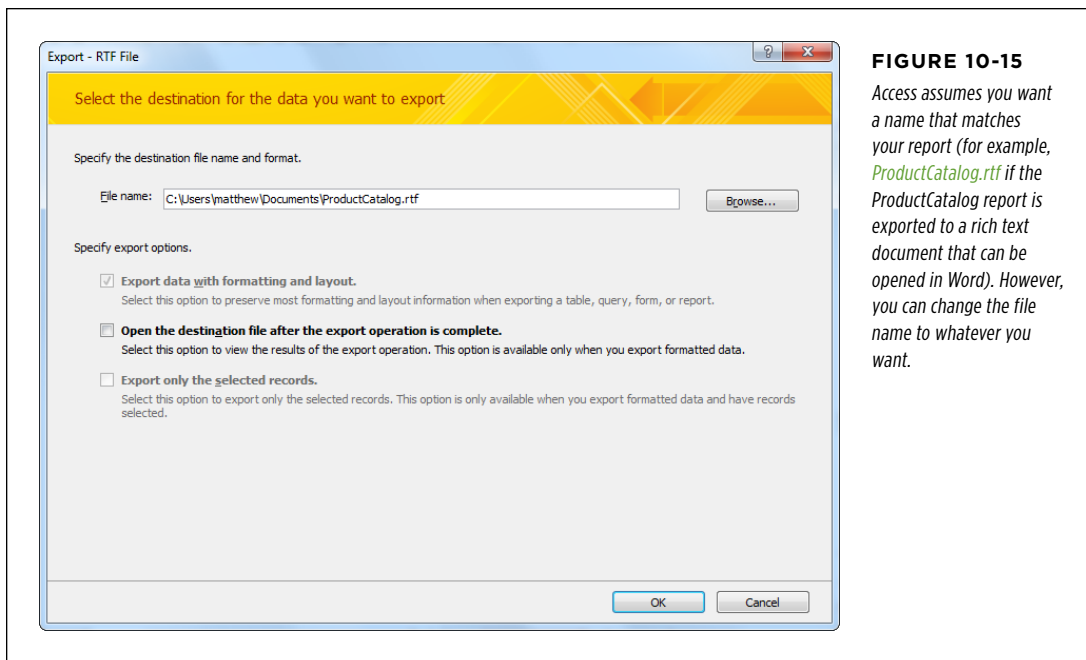 Export - RTF File
Select the destination for the data you want to export
Specify the destination file name and format.
File name: C:\Users\matthew\Documents\ProductCatalog.rtf Browse...
Specify export options.
Export data with formatting and layout.
Select this option to preserve most formatting and layout information when exporting a table, query, form, or report.
Open the destination file after the export operation is complete.
Select this option to view the results of the export operation. This option is available only when you export formatted data.
Export only the selected records.
Select this option to export only the selected records. This option is only available when you export formatted data and have records
selected.
OK Cancel
FIGURE 10-15
Access assumes you want
a name that matches
your report (for example,
ProductCatalog.rtf if the
ProductCatalog report is
exported to a rich text
document that can be
opened in Word). However,
you can change the file
name to whatever you
want.